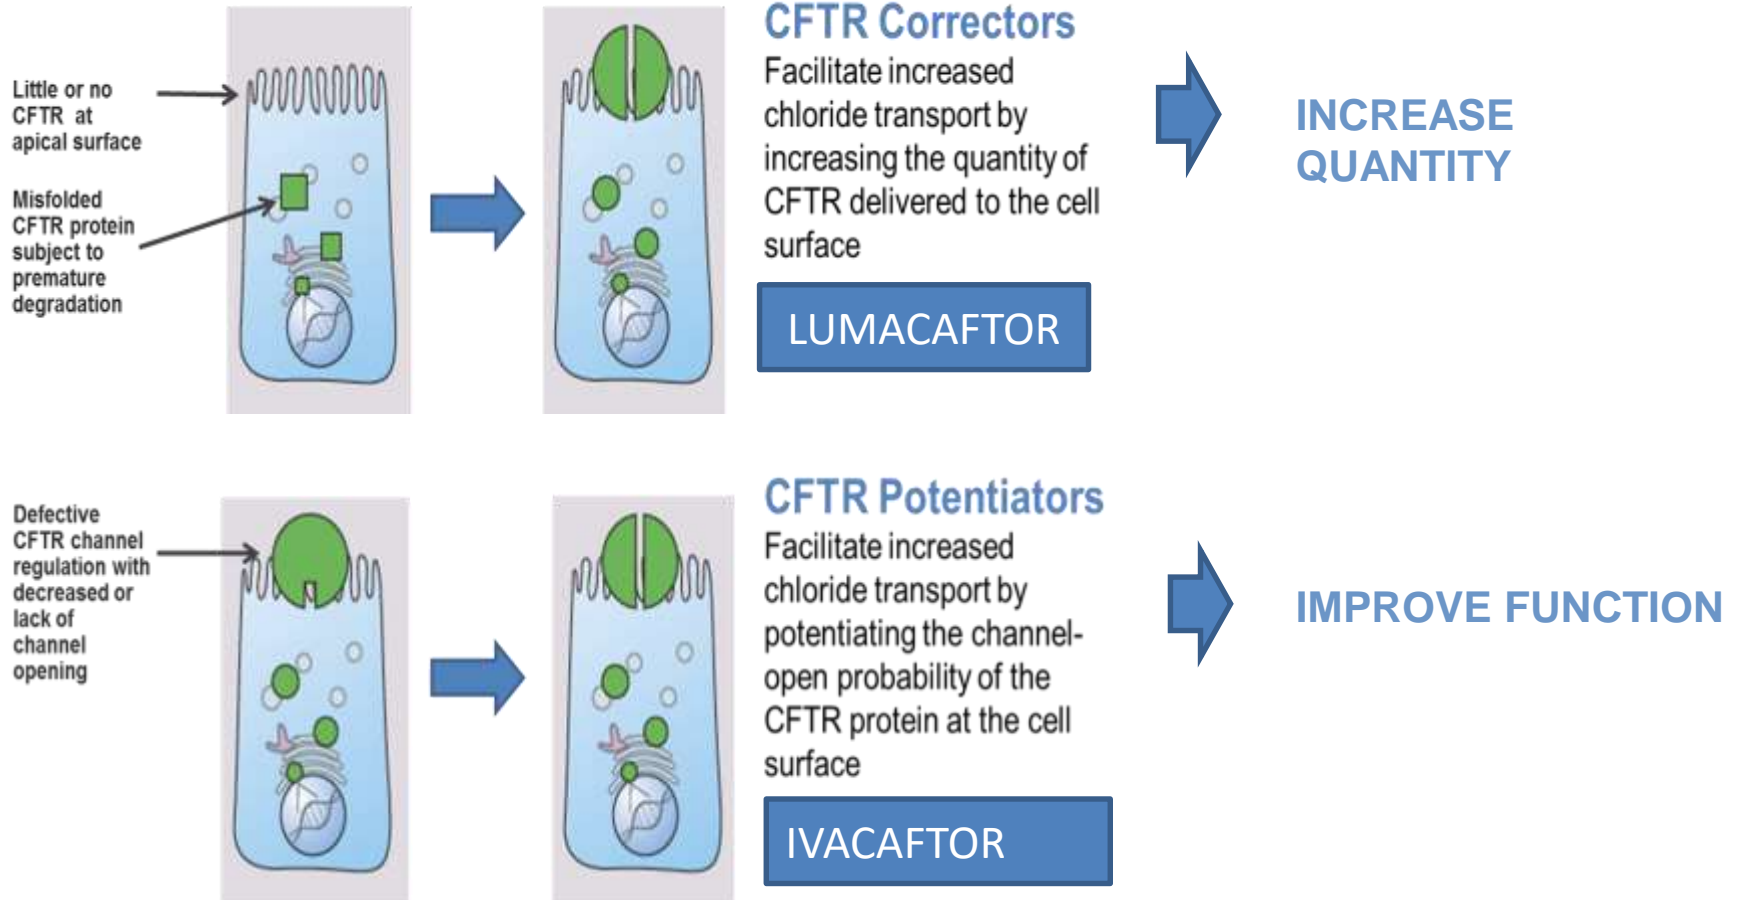 Little or no
CFTR at
apical surface
Misfolded
CFTR protein
subject to
premature
degradation
CFTR Correctors
Facilitate increased
chloride transport by
increasing the quantity of
CFTR delivered to the cell
surface
LUMACAFTOR
INCREASE
QUANTITY
Defective
CFTR channel
regulation with
decreased or
lack of
channel
opening
CFTR Potentiators
Facilitate increased
chloride transport by
potentiating the channel-
open probability of the
CFTR protein at the cell
surface
IVACAFTOR
IMPROVE FUNCTION